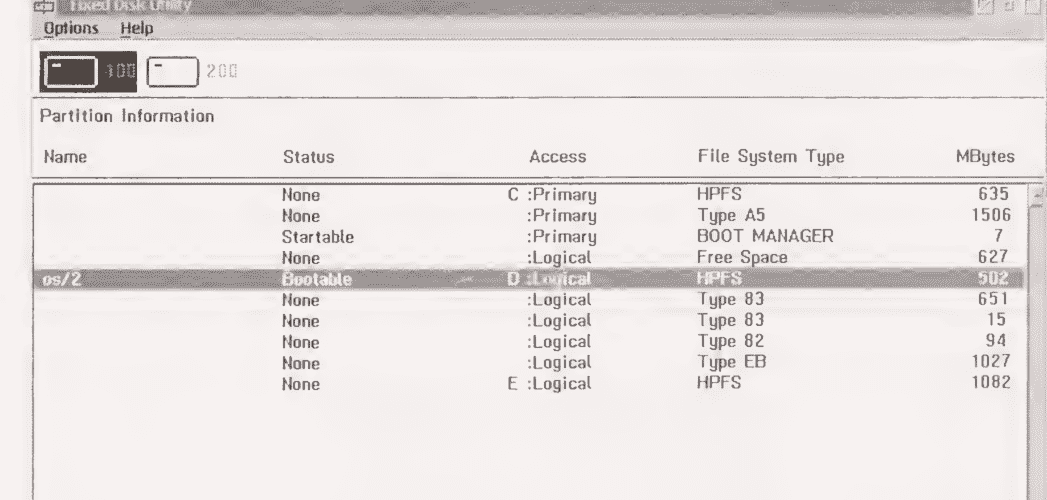 Fixed Disk Utility
Options Help
100 200
Partition Information
Name Status Access File System Type MBytes
None C :Primary HPFS 635
None :Primary Type A5 1506
Startable :Primary BOOT MANAGER 7
None :Logical Free Space 627
os/2 Bootable D :Logical HPFS 502
None :Logical Type 83 651
None :Logical Type 83 15
None :Logical Type 82 94
None :Logical Type EB 1027
None E :Logical HPFS 1082